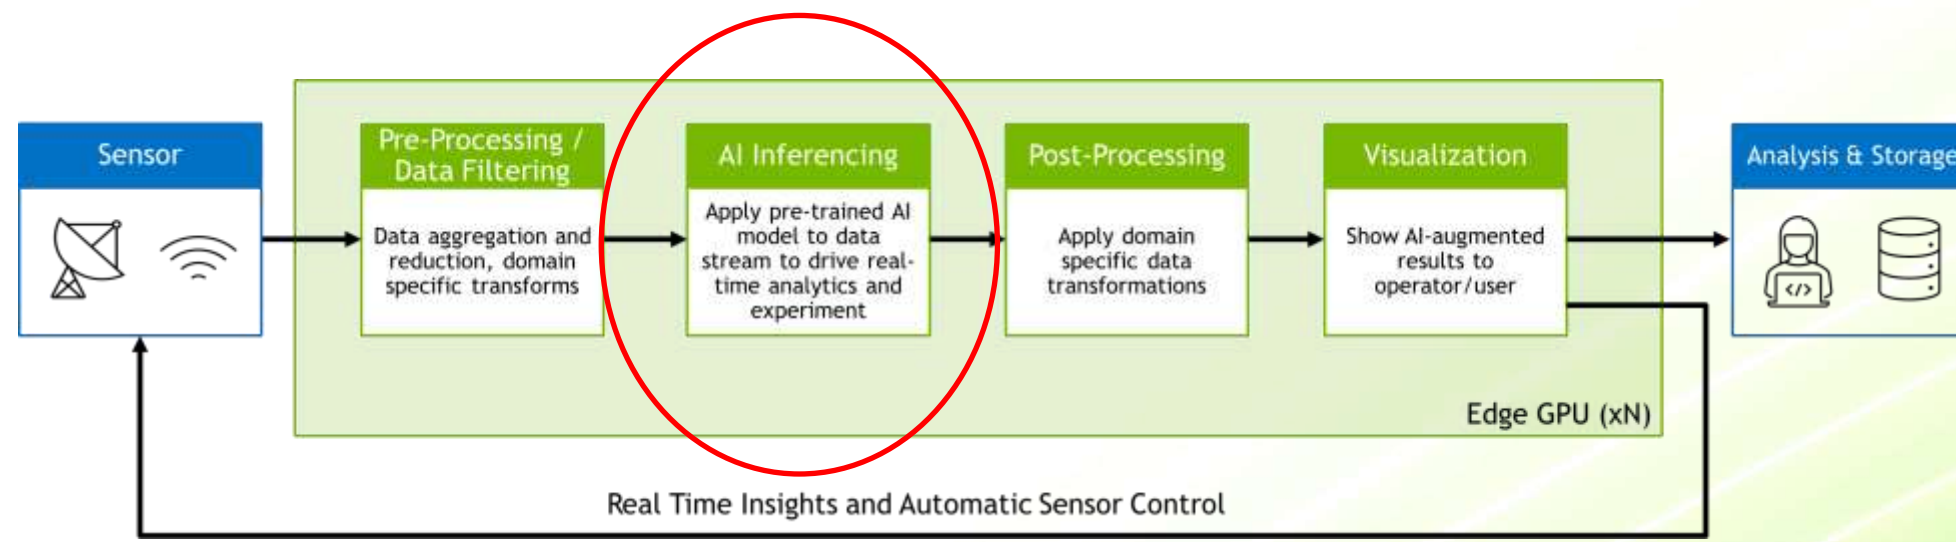 Sensor
Pre-Processing /
Data Filtering
Data aggregation and
reduction, domain
specific transforms
AI Inferencing
Apply pre-trained AI
model to data
stream to drive real-
time analytics and
experiment
Post-Processing
Apply domain
specific data
transformations
Visualization
Show AI-augmented
results to
operator/user
Analysis & Storage
</>
Edge GPU (xN)
Real Time Insights and Automatic Sensor Control